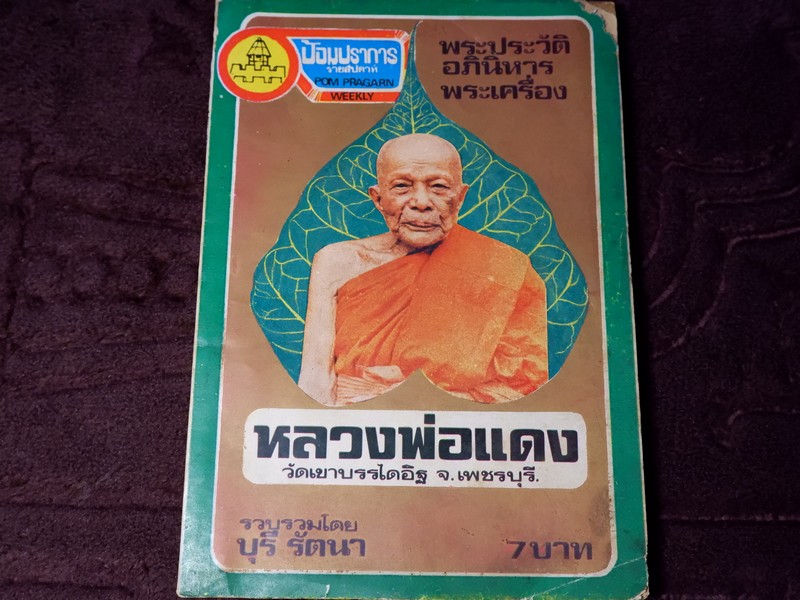 ป้อมปราการ
รายสัปดาห์
POM PRAGARN
WEEKLY
พระประวัติ
อภินิหาร
พระเครื่อง
หลวงพ่อแดง
วัดเขาบรรไดอิฐ จ.เพชรบุรี.
รวบรวมโดย
บุรี รัตนา
7 บาท